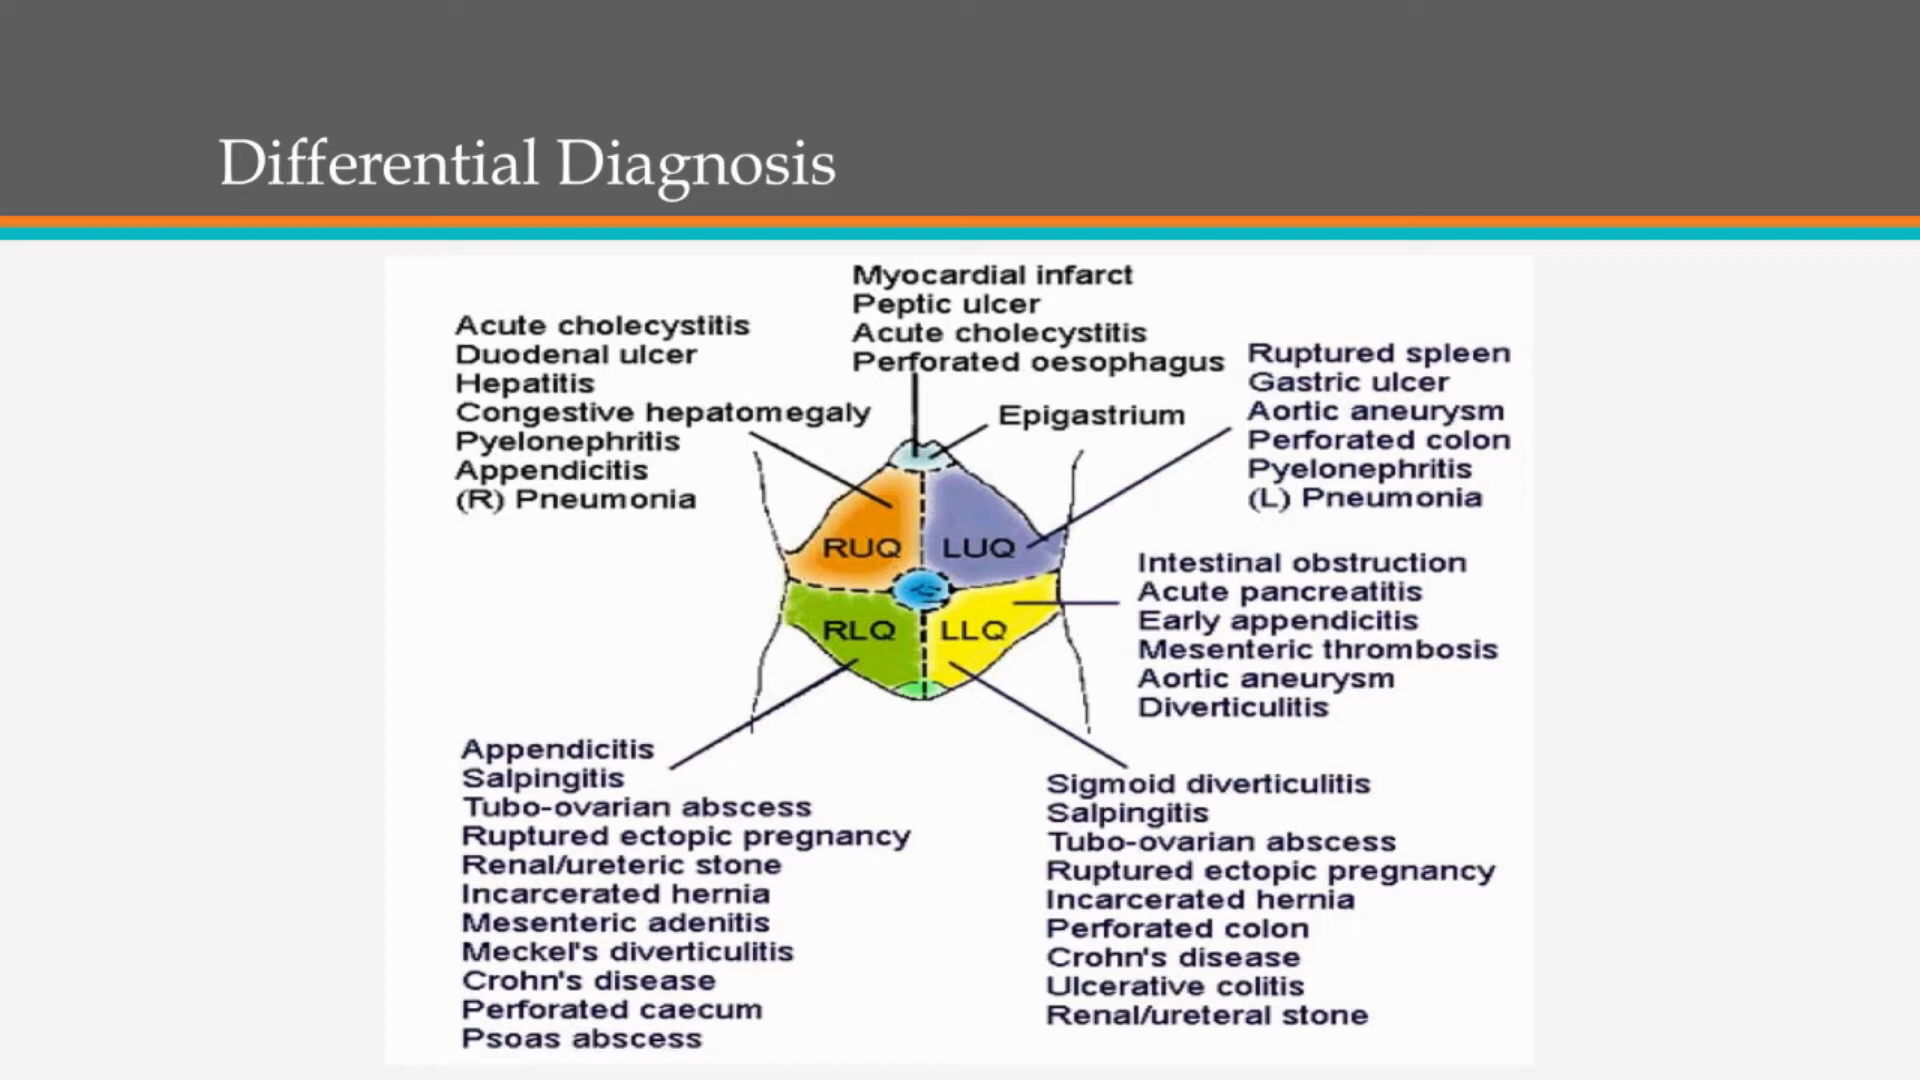 Differential Diagnosis
Myocardial infarct
Peptic ulcer
Acute cholecystitis
Perforated oesophagus
Epigastrium
Acute cholecystitis
Duodenal ulcer
Hepatitis
Congestive hepatomegaly
Pyelonephritis
Appendicitis
(R) Pneumonia
Ruptured spleen
Gastric ulcer
Aortic aneurysm
Perforated colon
Pyelonephritis
(L) Pneumonia
RUQ
LUQ
RLQ
LLQ
Intestinal obstruction
Acute pancreatitis
Early appendicitis
Mesenteric thrombosis
Aortic aneurysm
Diverticulitis
Appendicitis
Salpingitis
Tubo-ovarian abscess
Ruptured ectopic pregnancy
Renal/ureteric stone
Incarcerated hernia
Mesenteric adenitis
Meckel's diverticulitis
Crohn's disease
Perforated caecum
Psoas abscess
Sigmoid diverticulitis
Salpingitis
Tubo-ovarian abscess
Ruptured ectopic pregnancy
Incarcerated hernia
Perforated colon
Crohn's disease
Ulcerative colitis
Renal/ureteral stone